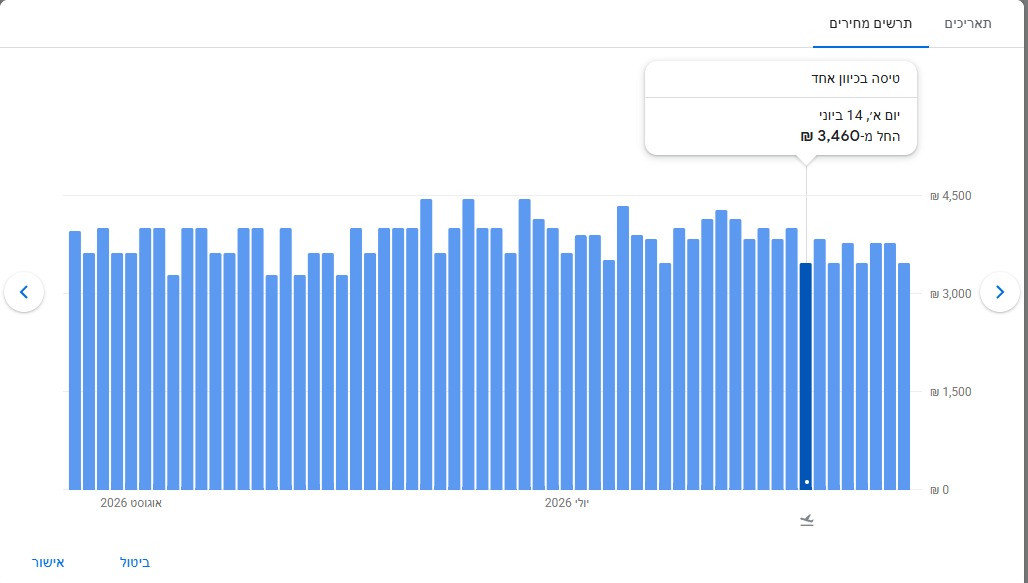 תאריכים
תרשים מחירים
טיסה בכיוון אחד
יום א׳, 14 ביוני
החל מ-3,460 ₪
4,500 ₪
3,000 ₪
1,500 ₪
0 ₪
יולי 2026
אוגוסט 2026
ביטול
אישור